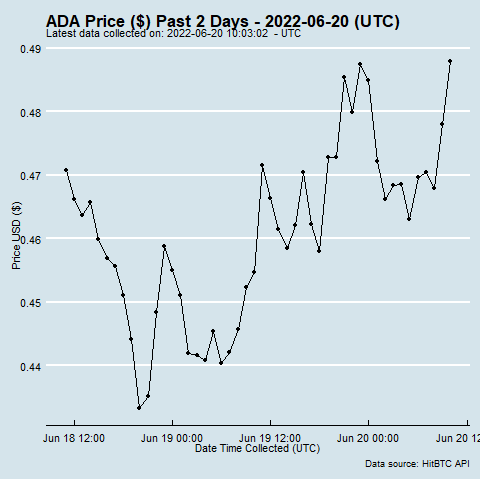 ADA Price ($) Past 2 Days - 2022-06-20 (UTC)
Latest data collected on: 2022-06-20 10:03:02 - UTC
0.49
0.48
0.47
0.46
0.45
0.44
Price USD ($)
Jun 18 12:00
Jun 19 00:00
Jun 19 12:00
Jun 20 00:00
Jun 20 12
Date Time Collected (UTC)
Data source: HitBTC API